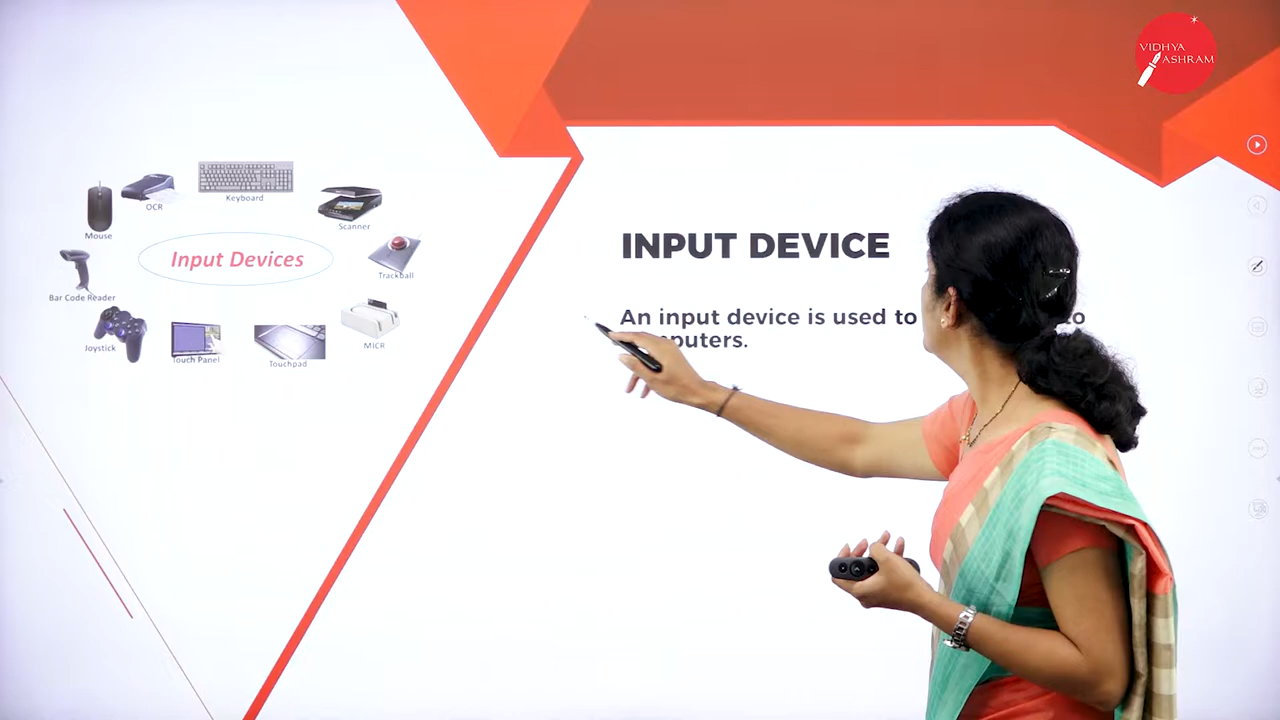 VIDHYA
ASHRAM
Keyboard
OCR
Scanner
Mouse
Input Devices
Trackball
Bar Code Reader
MICR
Joystick
Touch Panel
Touchpad
INPUT DEVICE
An input device is used to
puters.